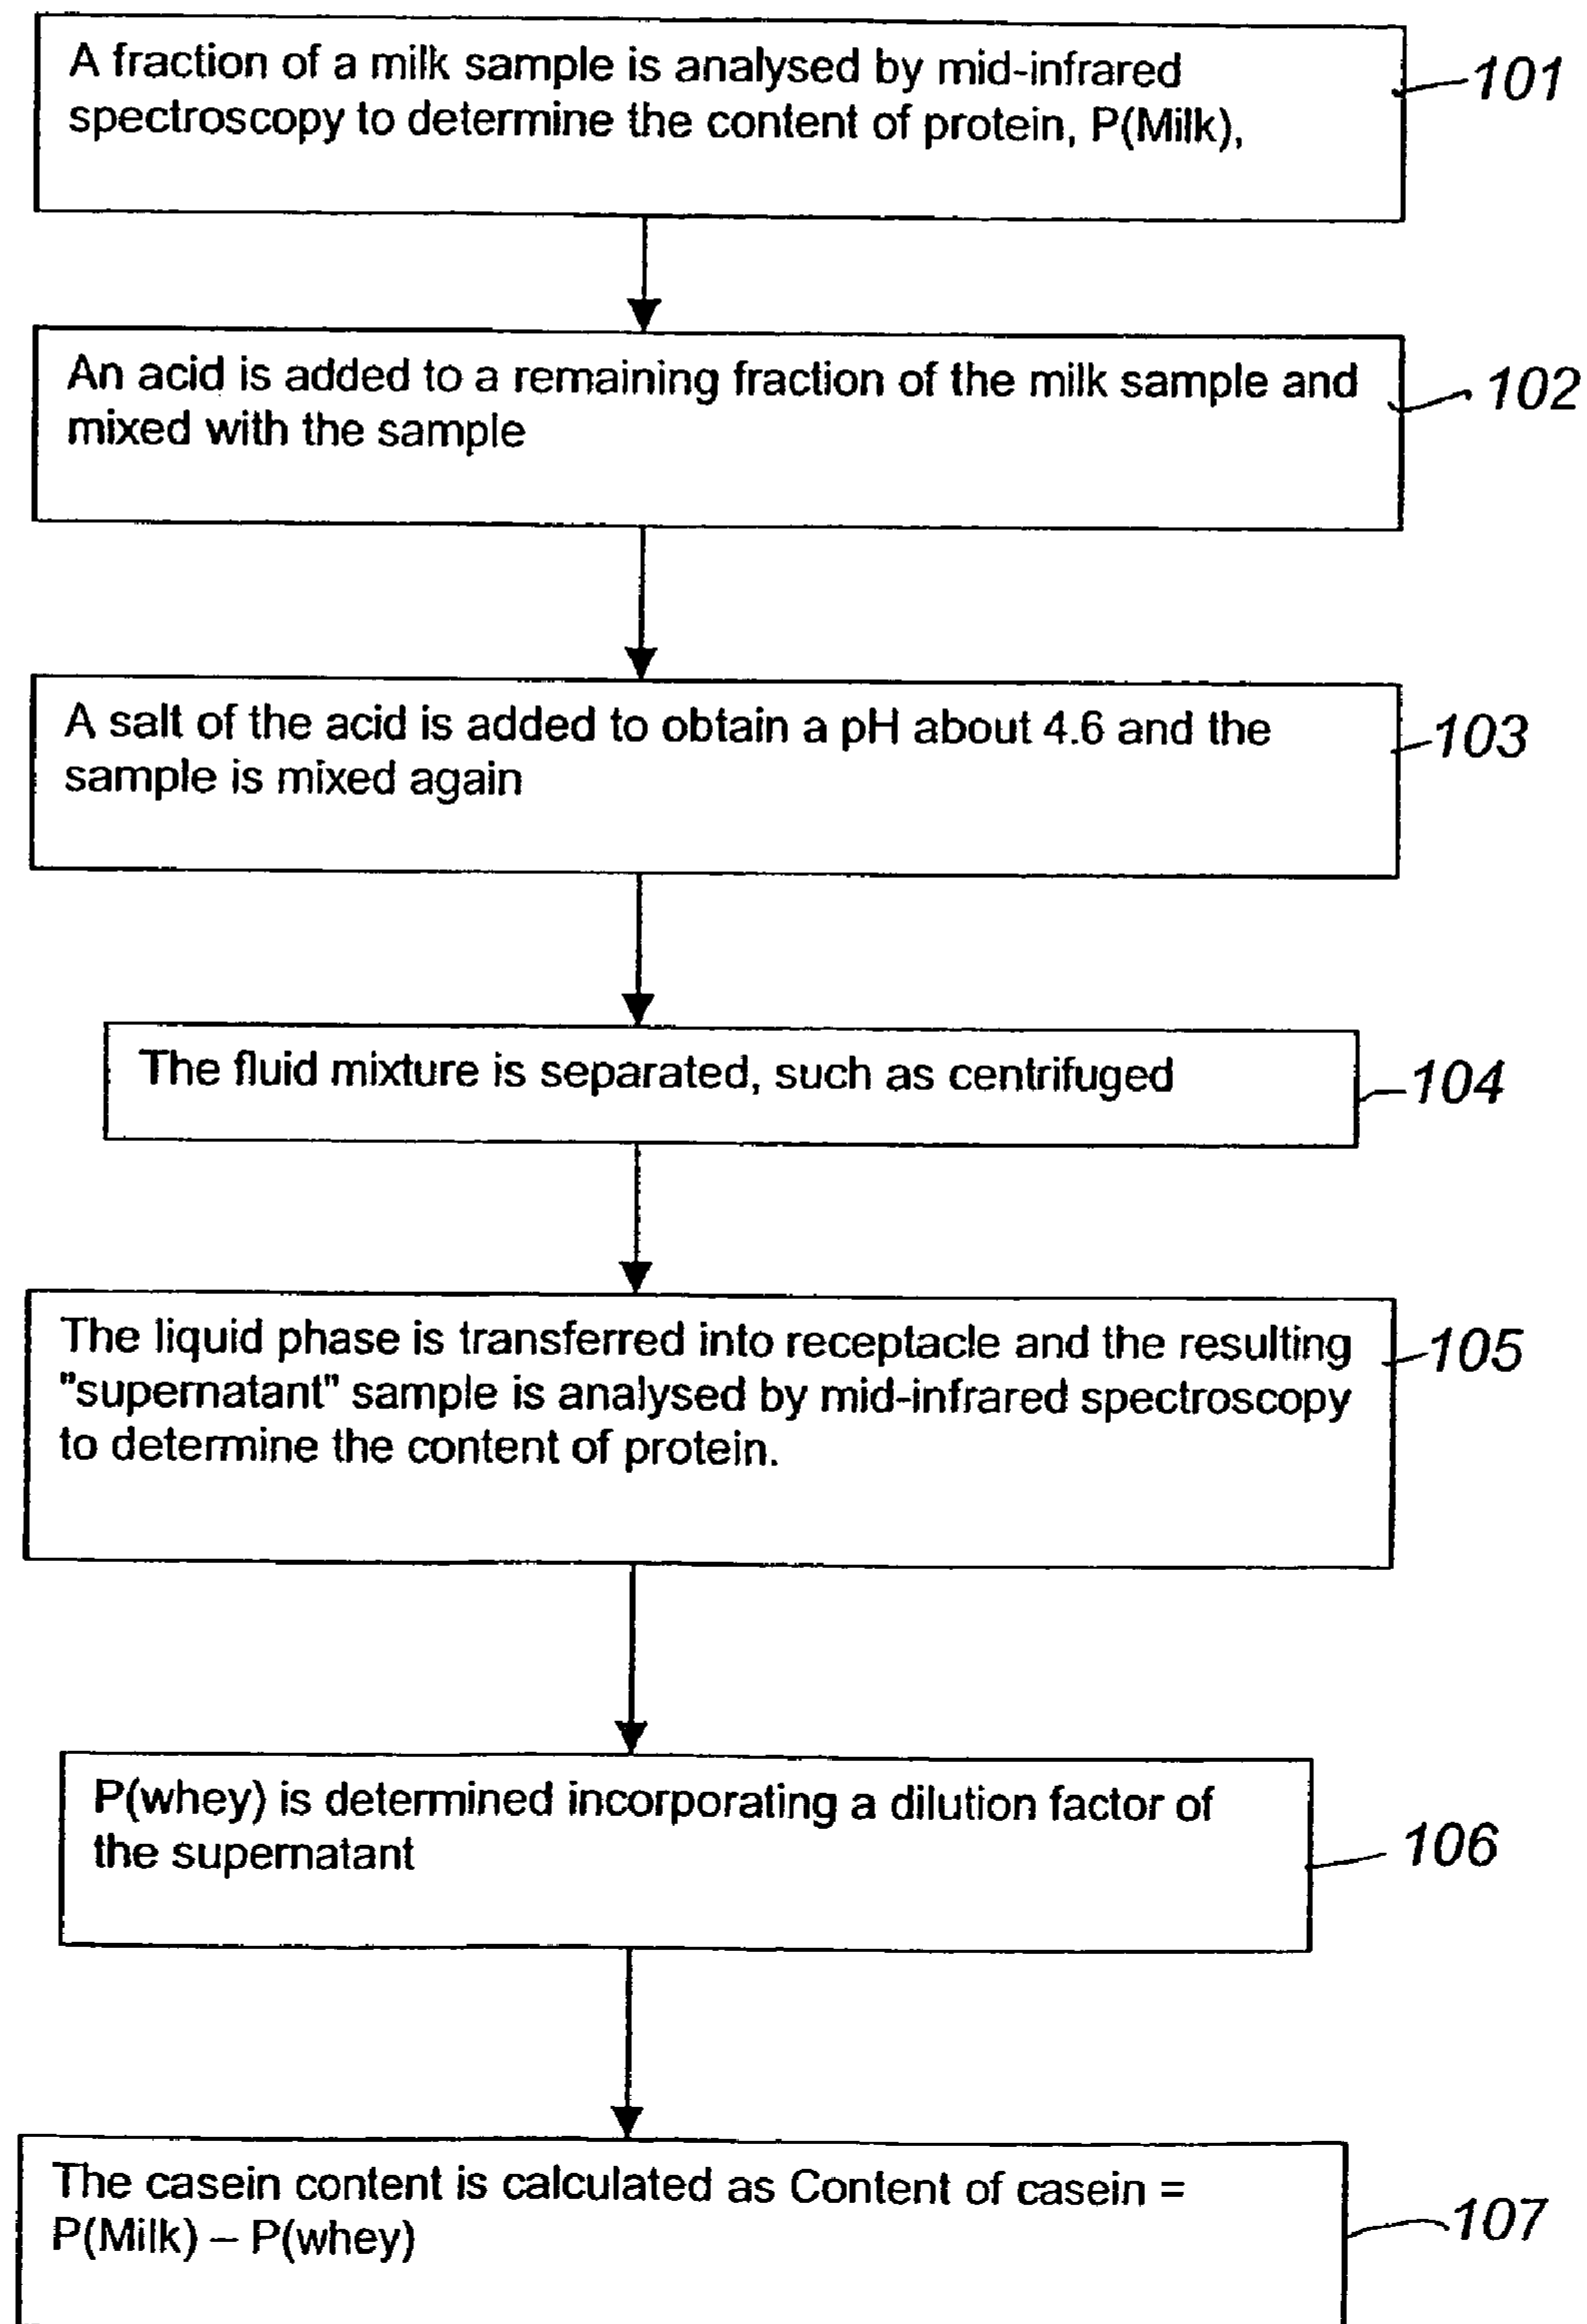 A fraction of a milk sample is analysed by mid-infrared
spectroscopy to determine the content of protein, P(Milk),
101
An acid is added to a remaining fraction of the milk sample and
mixed with the sample
102
A salt of the acid is added to obtain a pH about 4.6 and the
sample is mixed again
103
The fluid mixture is separated, such as centrifuged
104
The liquid phase is transferred into receptacle and the resulting
"supernatant" sample is analysed by mid-infrared spectroscopy
to determine the content of protein.
105
P(whey) is determined incorporating a dilution factor of
the supernatant
106
The casein content is calculated as Content of casein =
P(Milk) – P(whey)
107